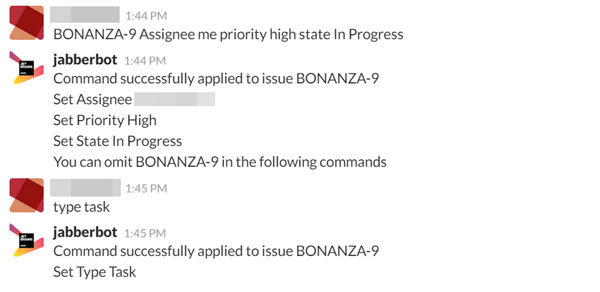 1:44 PM
BONANZA-9 Assignee me priority high state In Progress
jabberbot 1:44 PM
Command successfully applied to issue BONANZA-9
Set Assignee
Set Priority High
Set State In Progress
You can omit BONANZA-9 in the following commands
1:45 PM
type task
jabberbot 1:45 PM
Command successfully applied to issue BONANZA-9
Set Type Task